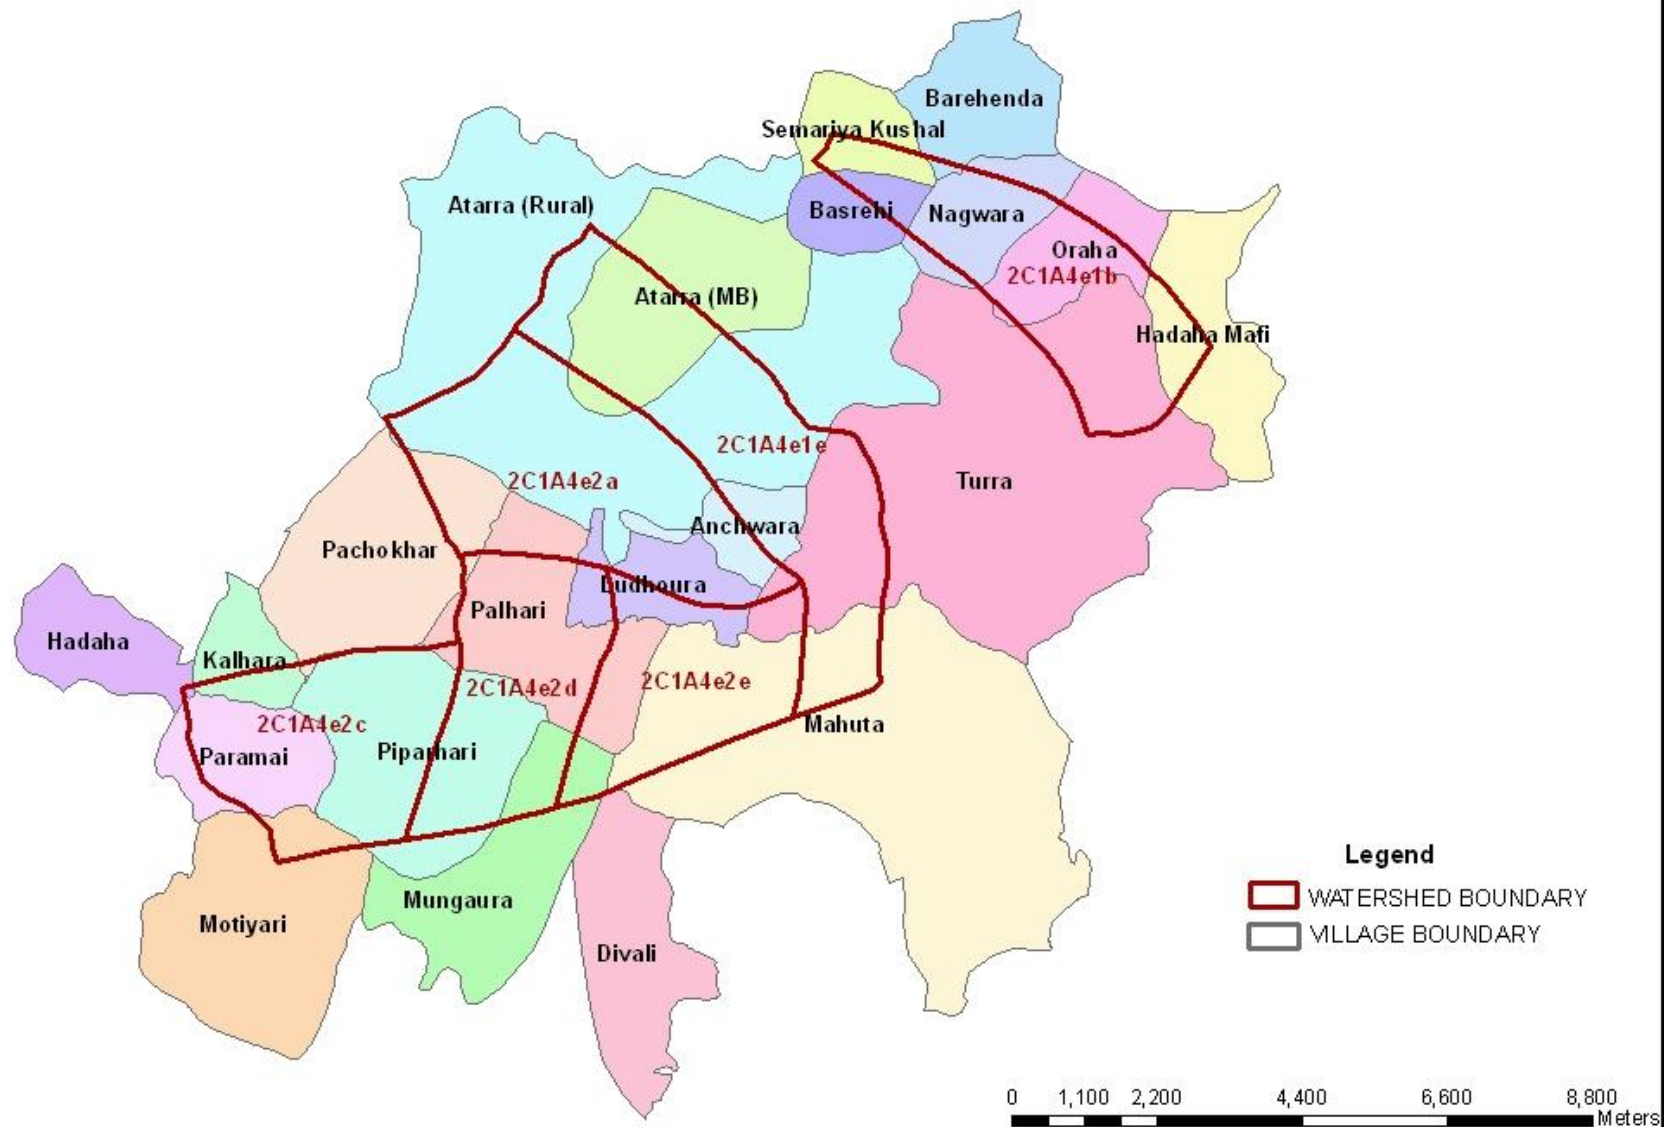 Barehenda
Semariya Kushal
Atarra (Rural)
Basrehi
Nagwara
Oraha
2C1A4e1b
Atarra (MB)
Hadaha Mafi
2C1A4e1e
2C1A4e2a
Turra
Anchwara
Pachokhar
Ludhoura
Palhari
Hadaha
Kalhara
2C1A4e2d
2C1A4e2e
2C1A4e2c
Mahuta
Piparhari
Paramai
Legend
WATERSHED BOUNDARY
VILLAGE BOUNDARY
Mungaura
Motiyari
Divali
0 1,100 2,200 4,400 6,600 8,800
Meters